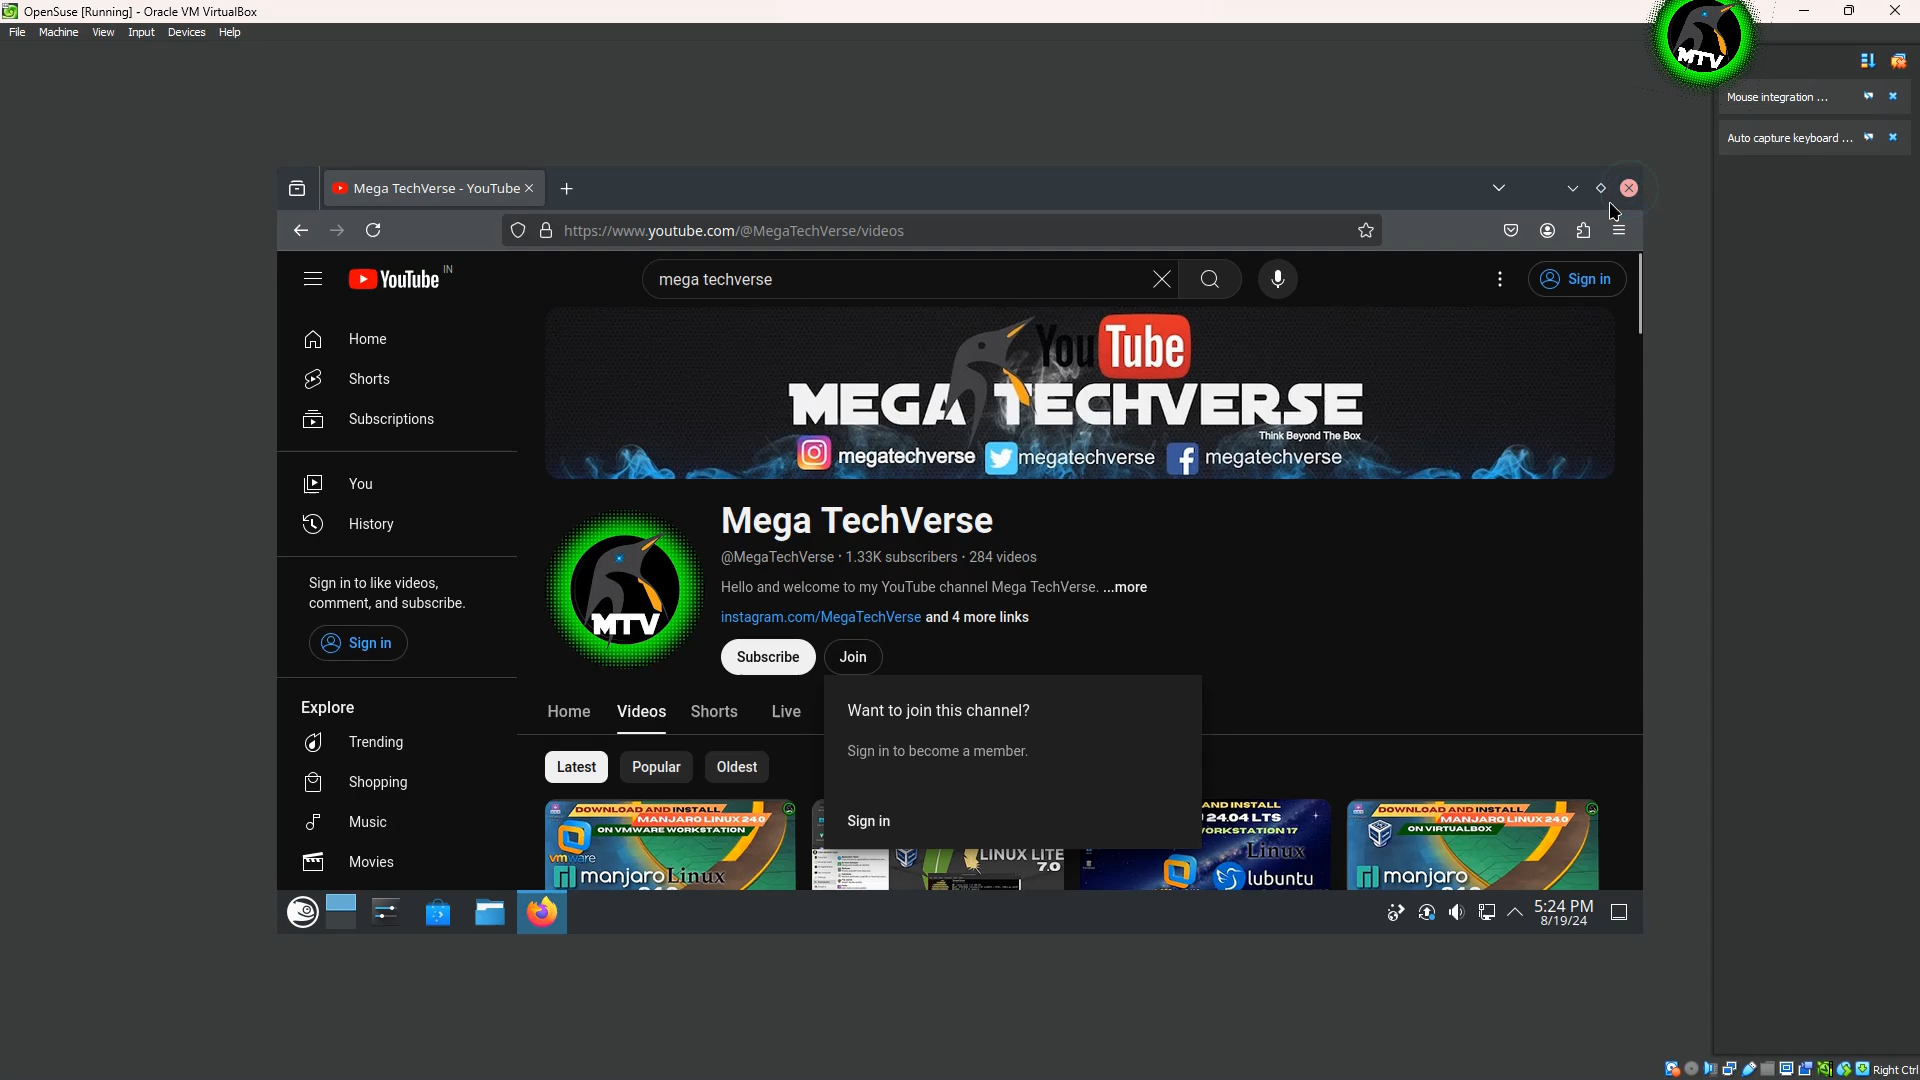 OpenSuse [Running] - Oracle VM VirtualBox
File Machine View Input Devices Help
MTV
Mouse integration ...
Auto capture keyboard ...
Mega TechVerse - YouTube
https://www.youtube.com/@MegaTechVerse/videos
YouTube IN
mega techverse
Sign in
Home
Shorts
Subscriptions
You
History
Sign in to like videos,
comment, and subscribe.
Sign in
Explore
Trending
Shopping
Music
Movies
YouTube
MEGA TECHVERSE
Think Beyond The Box
megatechverse megatechverse megatechverse
MTV
Mega TechVerse
@MegaTechVerse · 1.33K subscribers · 284 videos
Hello and welcome to my YouTube channel Mega TechVerse. ...more
instagram.com/MegaTechVerse and 4 more links
Subscribe Join
Home Videos Shorts Live
Want to join this channel?
Sign in to become a member.
Sign in
Latest Popular Oldest
DOWNLOAD AND INSTALL
MANJARO LINUX 24.0
ON VMWARE WORKSTATION
vmware
manjaro Linux
LINUX LITE
7.0
AND INSTALL
24.04 LTS
WORKSTATION 17
Linux
lubuntu
DOWNLOAD AND INSTALL
MANJARO LINUX 24.0
ON VIRTUALBOX
manjaro
5:24 PM
8/19/24
Right Ctrl